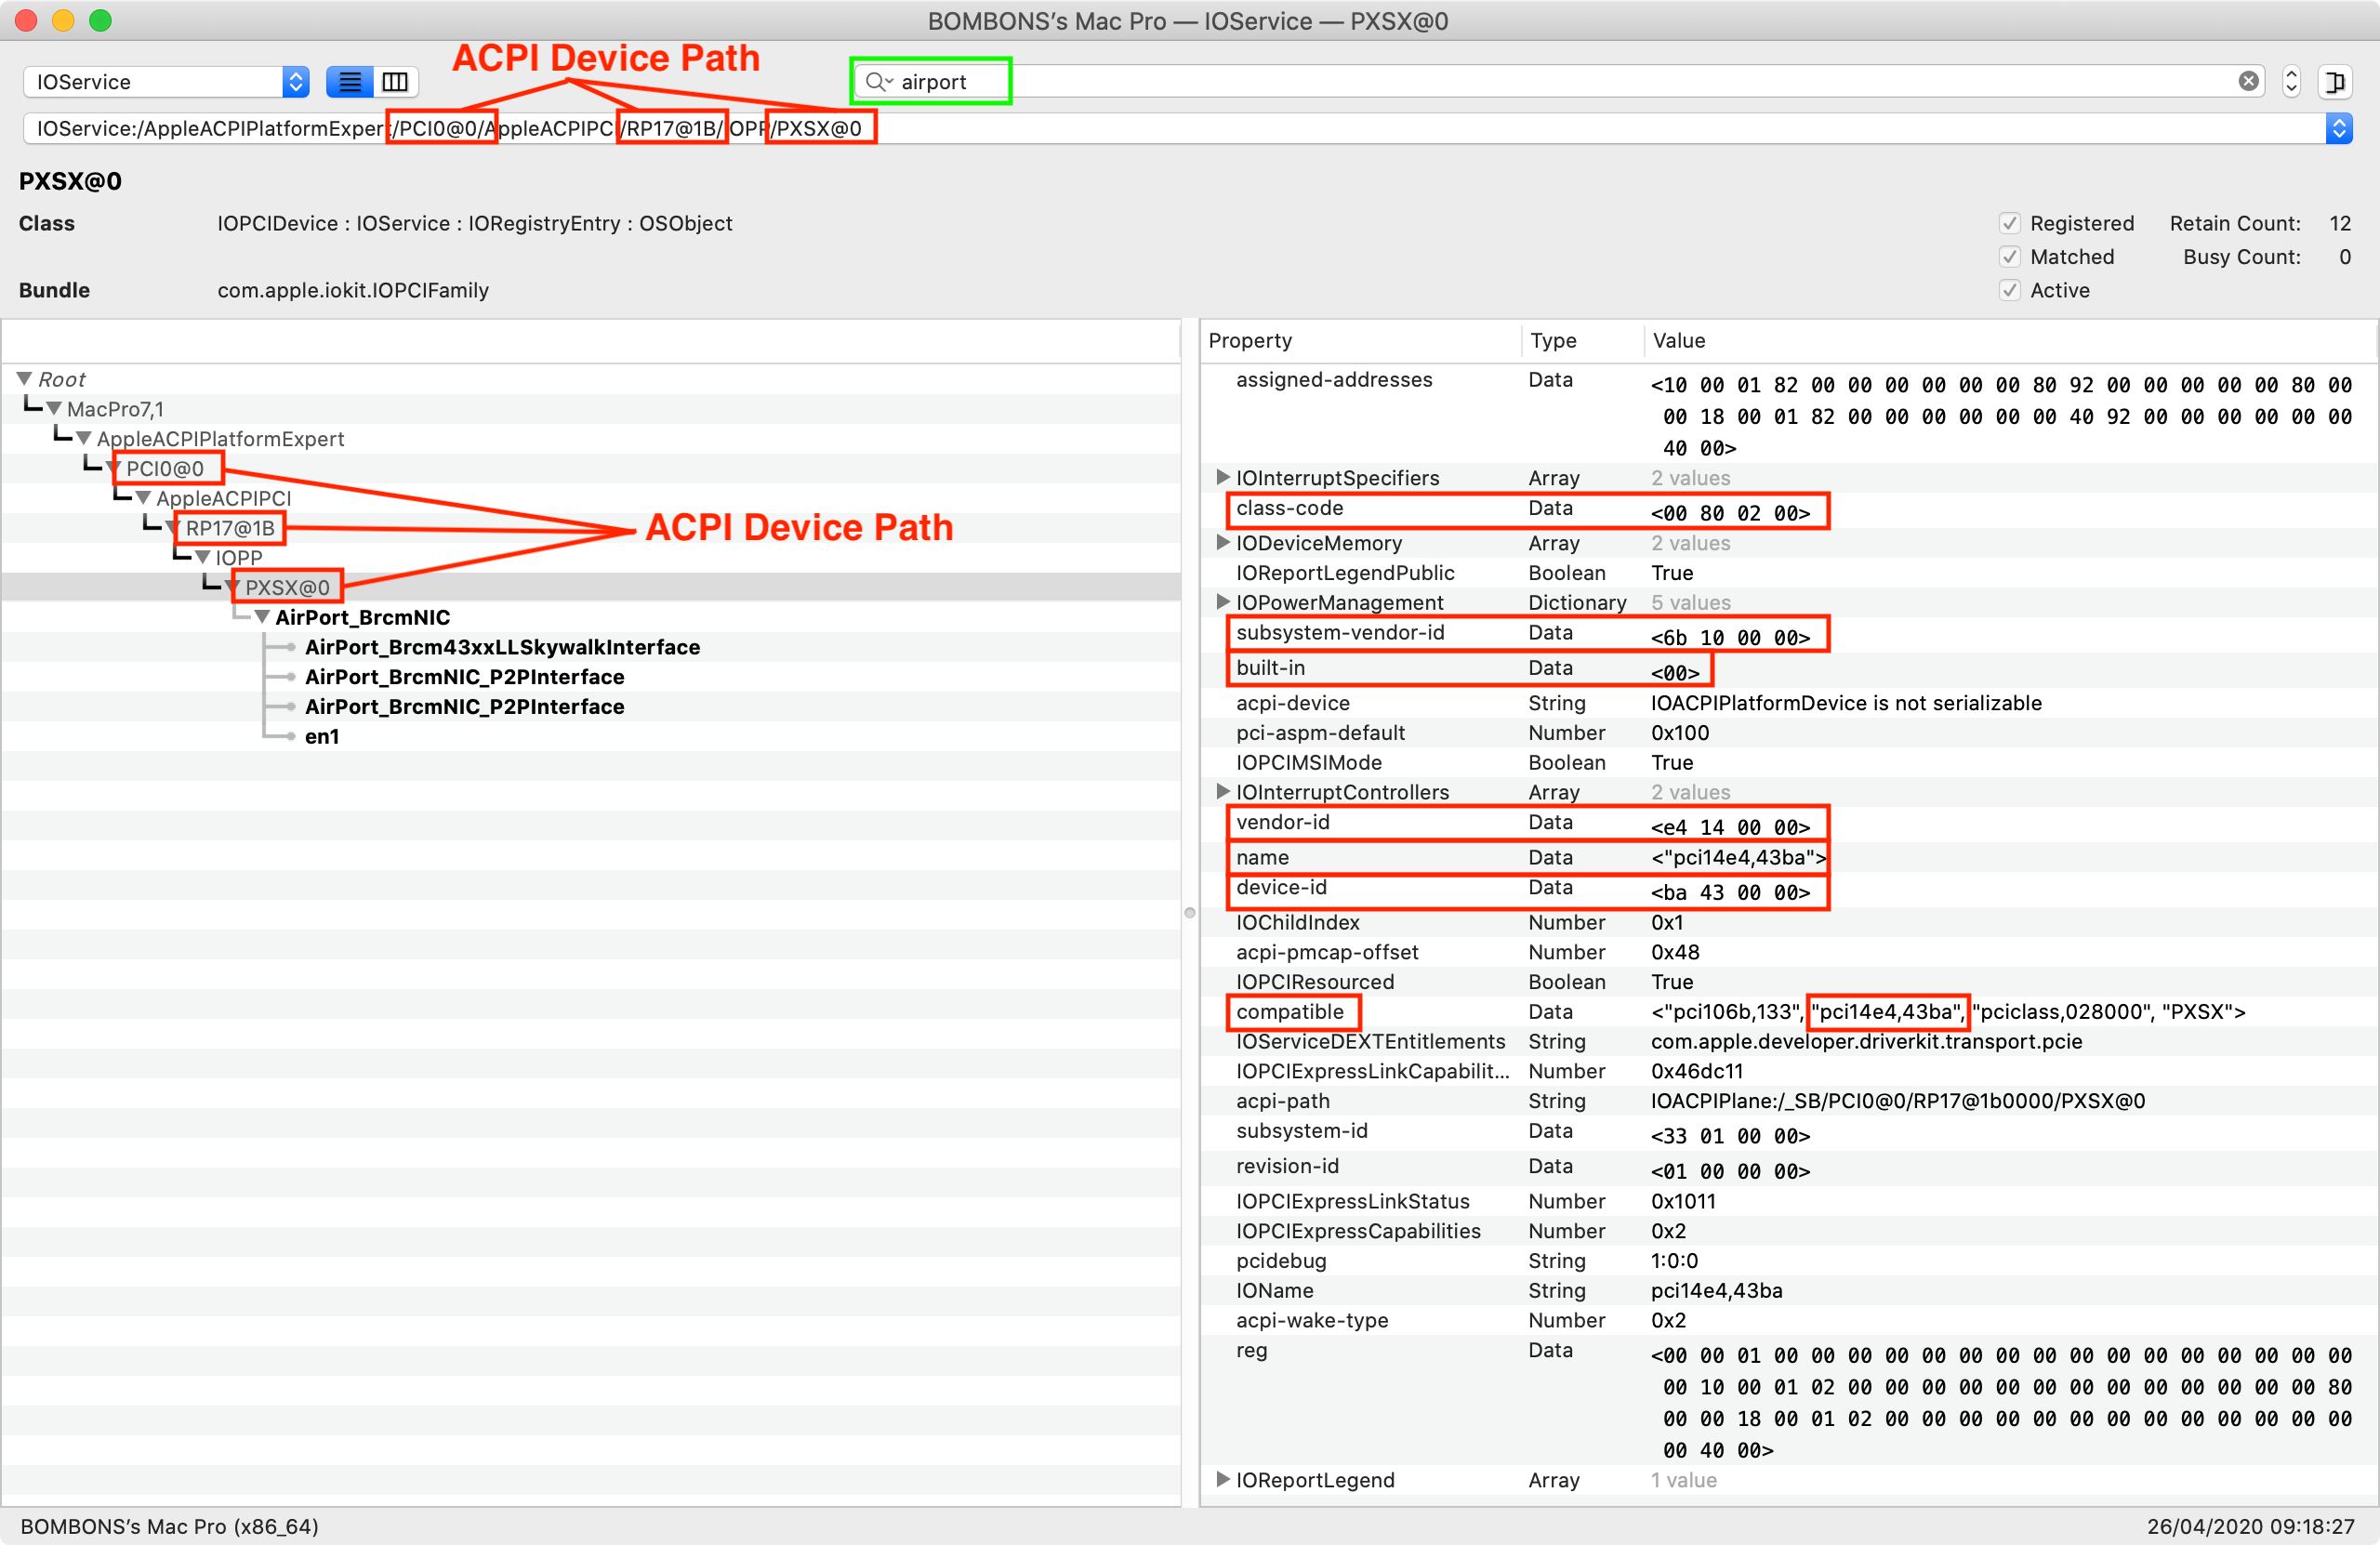 BOMBONS’s Mac Pro — IOService — PXSX@0
ACPI Device Path
IOService
airport
IOService:/AppleACPIPlatformExpert/PCI0@0/AppleACPIPCI/RP17@1B/IOPP/PXSX@0
PXSX@0
Class IOPCIDevice : IOService : IORegistryEntry : OSObject
Registered Retain Count: 12
Matched Busy Count: 0
Bundle com.apple.iokit.IOPCIFamily
Active
Root
MacPro7,1
AppleACPIPlatformExpert
PCI0@0
AppleACPIPCI
RP17@1B
ACPI Device Path
IOPP
PXSX@0
AirPort_BrcmNIC
AirPort_Brcm43xxLLSkywalkInterface
AirPort_BrcmNIC_P2PInterface
AirPort_BrcmNIC_P2PInterface
en1
Property Type Value
assigned-addresses Data <10 00 01 82 00 00 00 00 00 00 80 92 00 00 00 00 00 80 00
00 18 00 01 82 00 00 00 00 00 00 40 92 00 00 00 00 00 00
40 00>
IOInterruptSpecifiers Array 2 values
class-code Data <00 80 02 00>
IODeviceMemory Array 2 values
IOReportLegendPublic Boolean True
IOPowerManagement Dictionary 5 values
subsystem-vendor-id Data <6b 10 00 00>
built-in Data <00>
acpi-device String IOACPIPlatformDevice is not serializable
pci-aspm-default Number 0x100
IOPCIMSIMode Boolean True
IOInterruptControllers Array 2 values
vendor-id Data <e4 14 00 00>
name Data <"pci14e4,43ba">
device-id Data <ba 43 00 00>
IOChildIndex Number 0x1
acpi-pmcap-offset Number 0x48
IOPCIResourced Boolean True
compatible Data <"pci106b,133", "pci14e4,43ba", "pciclass,028000", "PXSX">
IOServiceDEXTEntitlements String com.apple.developer.driverkit.transport.pcie
IOPCIExpressLinkCapabilit... Number 0x46dc11
acpi-path String IOACPIPlane:/_SB/PCI0@0/RP17@1b0000/PXSX@0
subsystem-id Data <33 01 00 00>
revision-id Data <01 00 00 00>
IOPCIExpressLinkStatus Number 0x1011
IOPCIExpressCapabilities Number 0x2
pcidebug String 1:0:0
IOName String pci14e4,43ba
acpi-wake-type Number 0x2
reg Data <00 00 01 00 00 00 00 00 00 00 00 00 00 00 00 00 00 00 00
00 10 00 01 02 00 00 00 00 00 00 00 00 00 00 00 00 00 80
00 00 18 00 01 02 00 00 00 00 00 00 00 00 00 00 00 00 00
00 40 00>
IOReportLegend Array 1 value
BOMBONS’s Mac Pro (x86_64)
26/04/2020 09:18:27